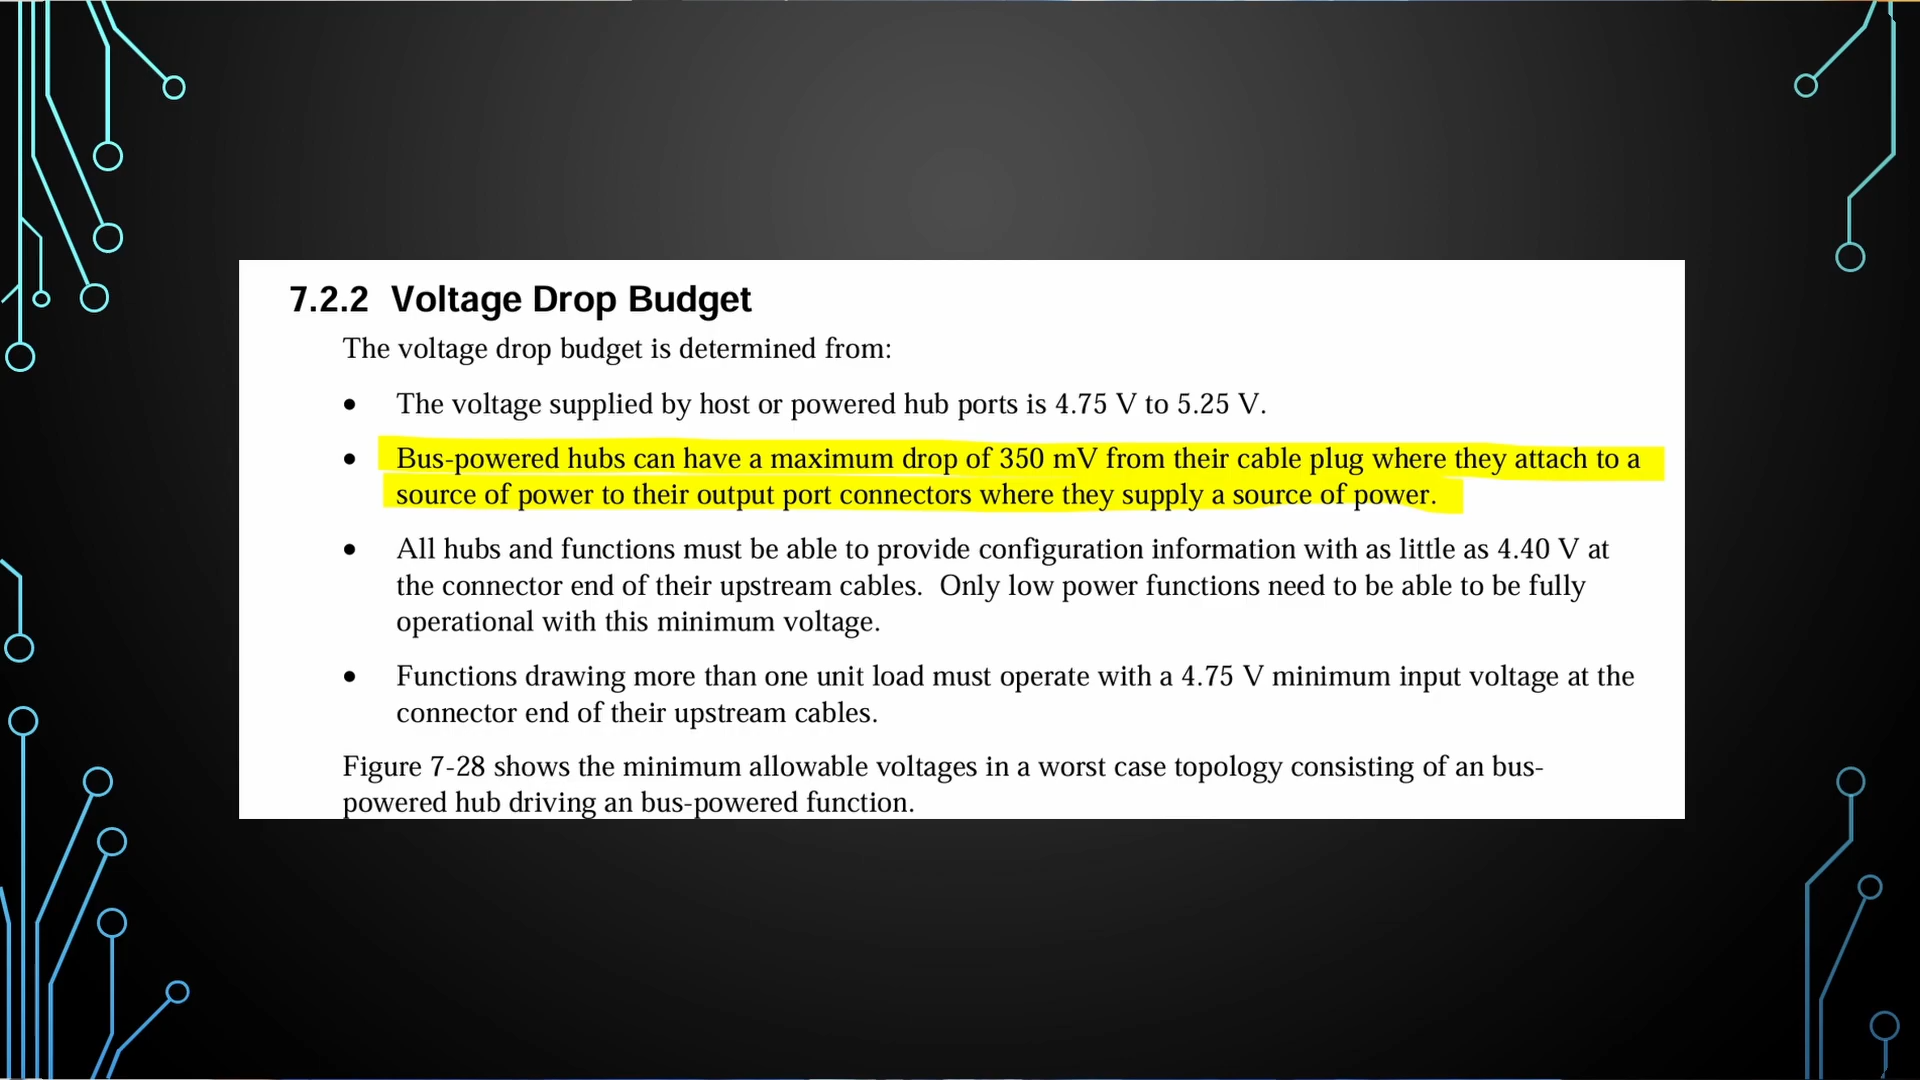 7.2.2 Voltage Drop Budget
The voltage drop budget is determined from:
• The voltage supplied by host or powered hub ports is 4.75 V to 5.25 V.
• Bus-powered hubs can have a maximum drop of 350 mV from their cable plug where they attach to a
source of power to their output port connectors where they supply a source of power.
• All hubs and functions must be able to provide configuration information with as little as 4.40 V at
the connector end of their upstream cables. Only low power functions need to be able to be fully
operational with this minimum voltage.
• Functions drawing more than one unit load must operate with a 4.75 V minimum input voltage at the
connector end of their upstream cables.
Figure 7-28 shows the minimum allowable voltages in a worst case topology consisting of an bus-
powered hub driving an bus-powered function.